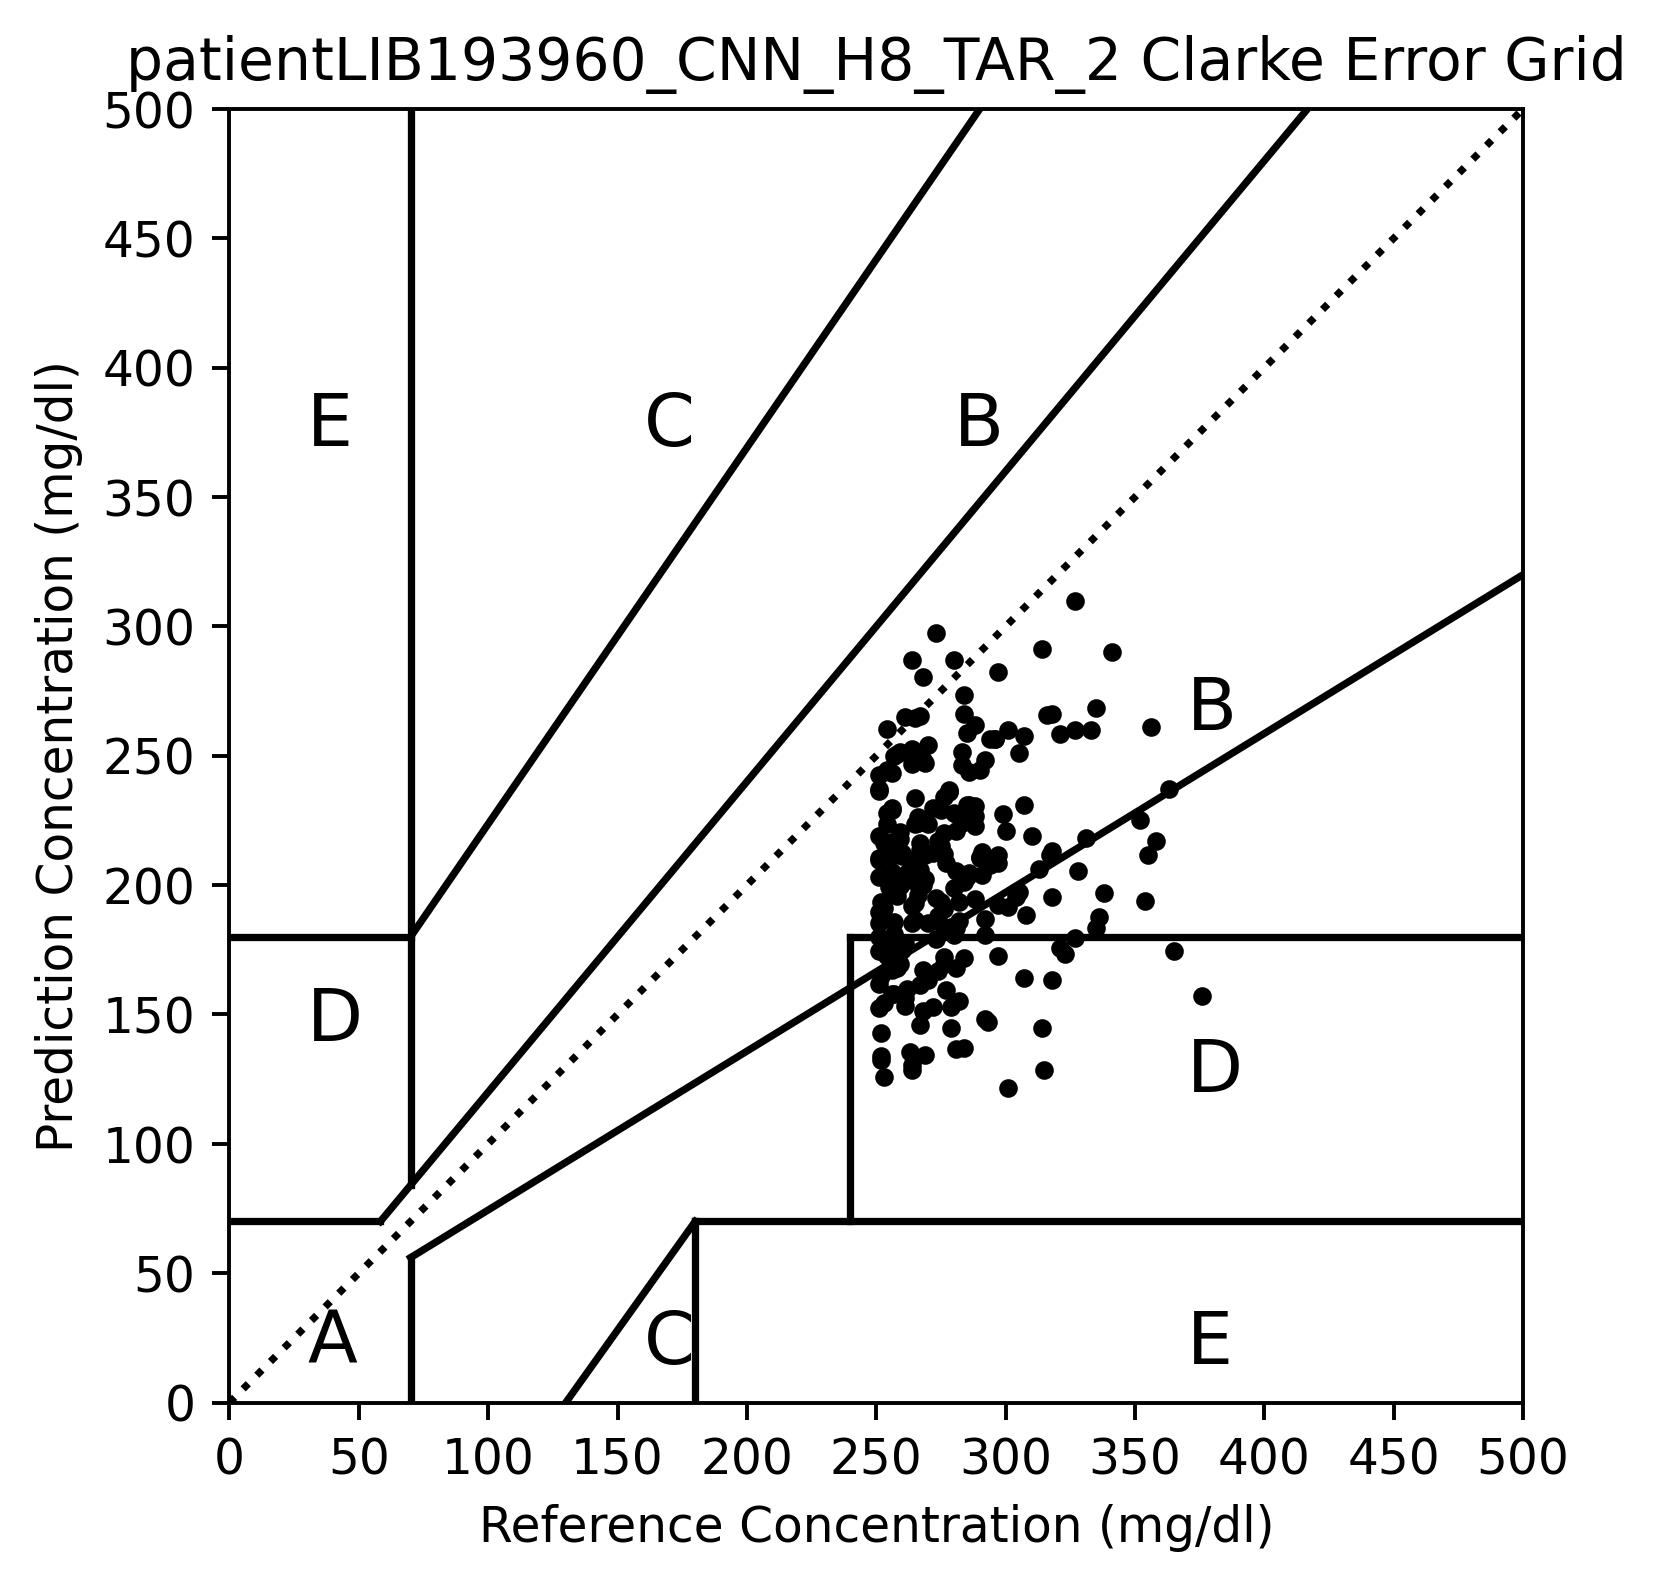 patientLIB193960_CNN_H8_TAR_2 Clarke Error Grid
Prediction Concentration (mg/dl)
500
450
400
350
300
250
200
150
100
50
0
E
C
B
B
D
D
A
C
E
0 50 100 150 200 250 300 350 400 450 500
Reference Concentration (mg/dl)